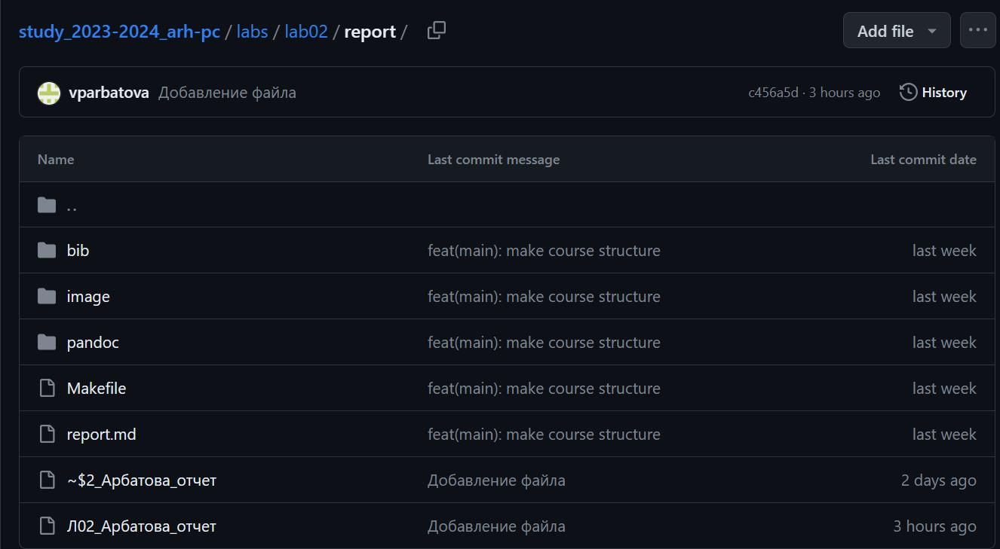 study_2023-2024_arh-pc / labs / lab02 / report /
Add file
vparbatova Добавление файла c456a5d · 3 hours ago History
Name Last commit message Last commit date
..
bib feat(main): make course structure last week
image feat(main): make course structure last week
pandoc feat(main): make course structure last week
Makefile feat(main): make course structure last week
report.md feat(main): make course structure last week
~$2_Арбатова_отчет Добавление файла 2 days ago
Л02_Арбатова_отчет Добавление файла 3 hours ago